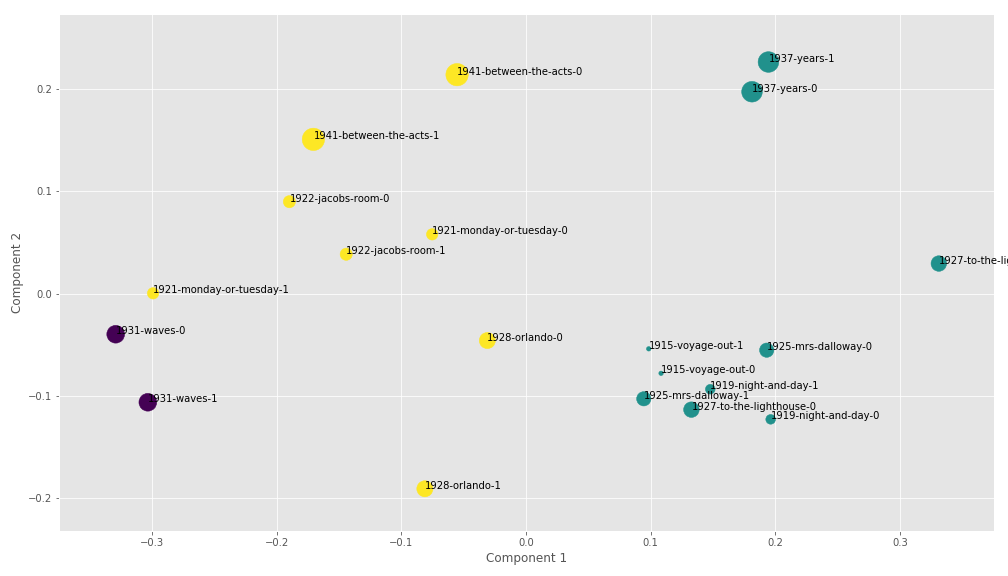 1937-years-1
1941-between-the-acts-0
1937-years-0
0.2
1941-between-the-acts-1
1922-jacobs-room-0
0.1
1921-monday-or-tuesday-0
1922-jacobs-room-1
1927-to-the-lig
1921-monday-or-tuesday-1
0.0
1931-waves-0
1928-orlando-0
1915-voyage-out-1
1925-mrs-dalloway-0
1915-voyage-out-0
1919-night-and-day-1
1925-mrs-dalloway-1
−0.1
1931-waves-1
1927-to-the-lighthouse-0
1919-night-and-day-0
1928-orlando-1
−0.2
Component 2
−0.3 −0.2 −0.1 0.0 0.1 0.2 0.3
Component 1